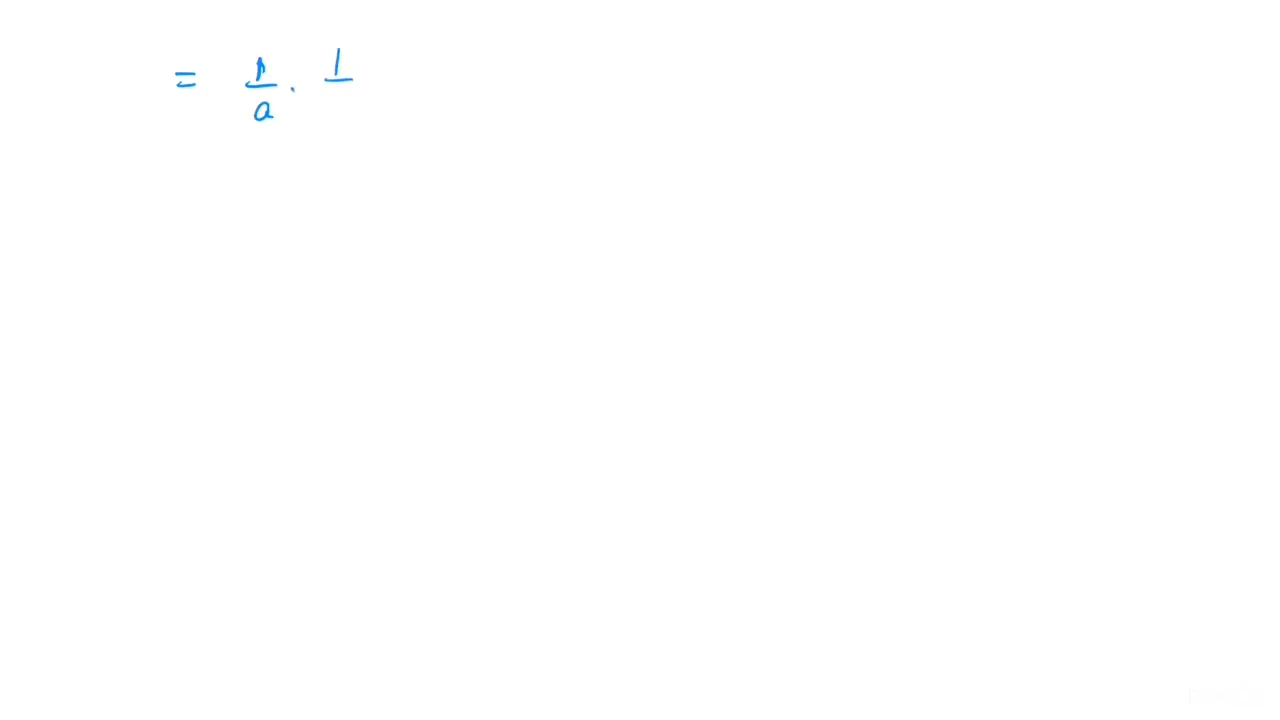 = 1/a . 1/